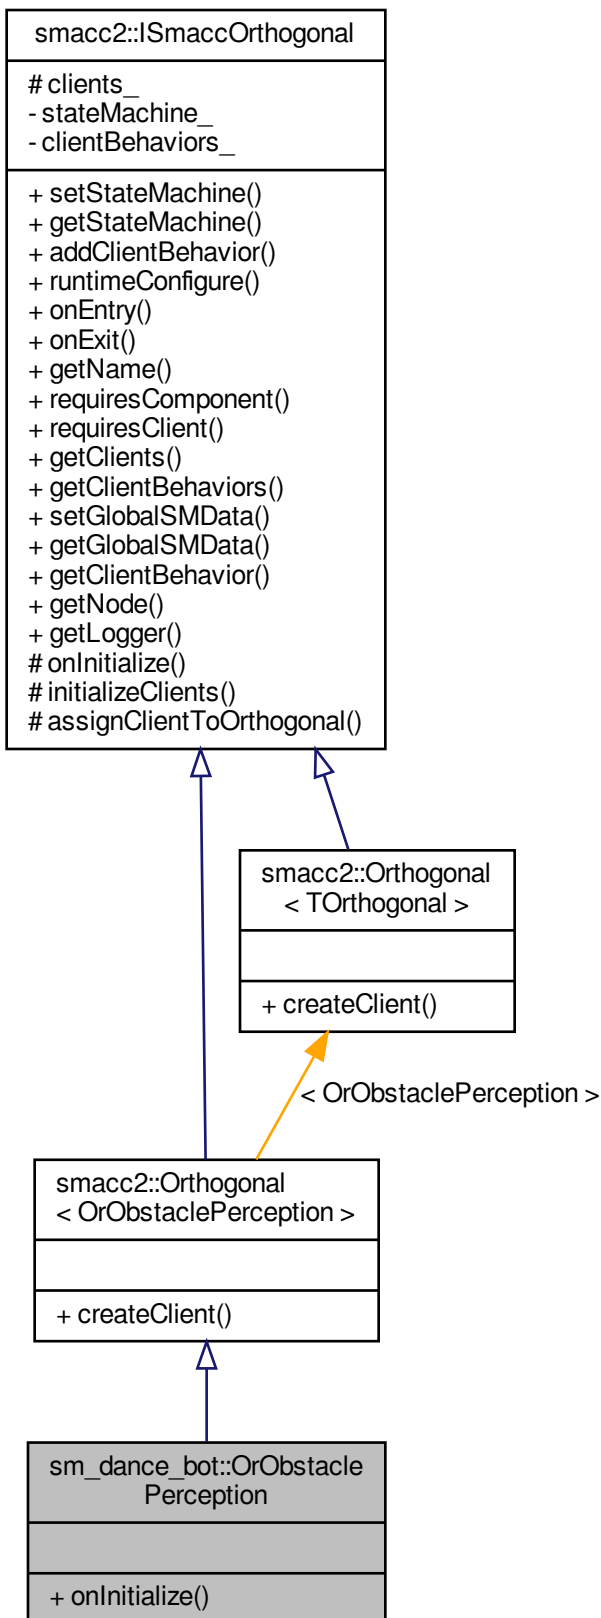 smacc2::ISmaccOrthogonal
# clients_
- stateMachine_
- clientBehaviors_
+ setStateMachine()
+ getStateMachine()
+ addClientBehavior()
+ runtimeConfigure()
+ onEntry()
+ onExit()
+ getName()
+ requiresComponent()
+ requiresClient()
+ getClients()
+ getClientBehaviors()
+ setGlobalSMData()
+ getGlobalSMData()
+ getClientBehavior()
+ getNode()
+ getLogger()
# onInitialize()
# initializeClients()
# assignClientToOrthogonal()
smacc2::Orthogonal
< TOrthogonal >
+ createClient()
< OrObstaclePerception >
smacc2::Orthogonal
< OrObstaclePerception >
+ createClient()
sm_dance_bot::OrObstacle
Perception
+ onInitialize()